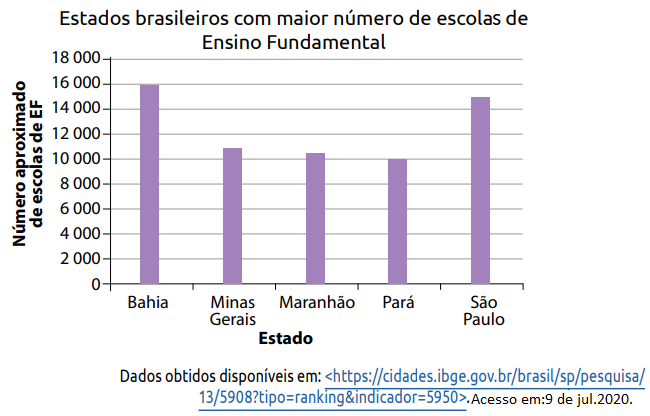 Estados brasileiros com maior número de escolas de
Ensino Fundamental
Número aproximado
de escolas de EF
18 000
16 000
14 000
12 000
10 000
8 000
6 000
4 000
2 000
0
Bahia
Minas
Gerais
Maranhão
Pará
São
Paulo
Estado
Dados obtidos disponíveis em: <https://cidades.ibge.gov.br/brasil/sp/pesquisa/
13/5908?tipo=ranking&indicador=5950>.Acesso em:9 de jul.2020.